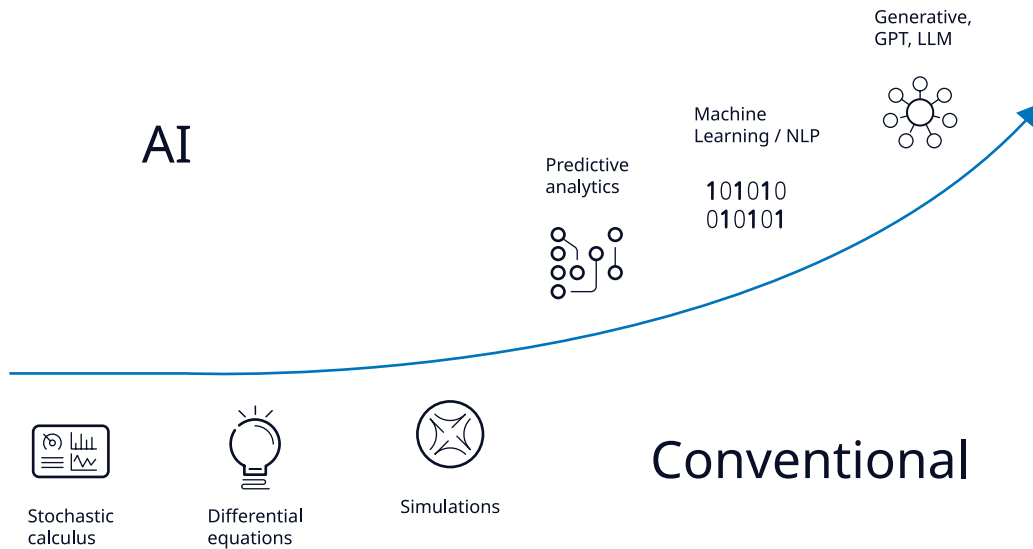 Generative,
GPT, LLM
AI
Machine
Learning / NLP
Predictive
analytics
101010
010101
Conventional
Stochastic
calculus
Differential
equations
Simulations